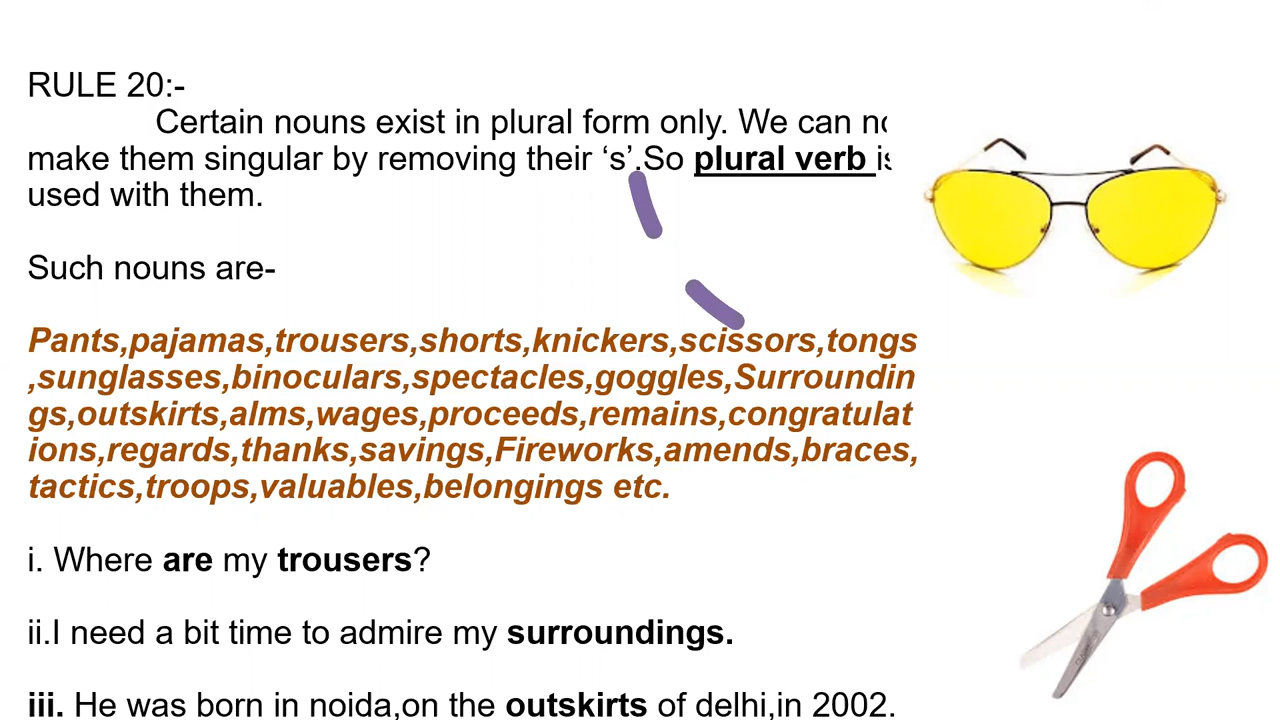 RULE 20:-
Certain nouns exist in plural form only. We can
make them singular by removing their ‘s’.So plural verb
used with them.
Such nouns are-
Pants,pajamas,trousers,shorts,knickers,scissors,tongs
,sunglasses,binoculars,spectacles,goggles,Surroundin
gs,outskirts,alms,wages,proceeds,remains,congratulat
ions,regards,thanks,savings,Fireworks,amends,braces,
tactics,troops,valuables,belongings etc.
i. Where are my trousers?
ii.I need a bit time to admire my surroundings.
iii. He was born in noida,on the outskirts of delhi,in 2002.